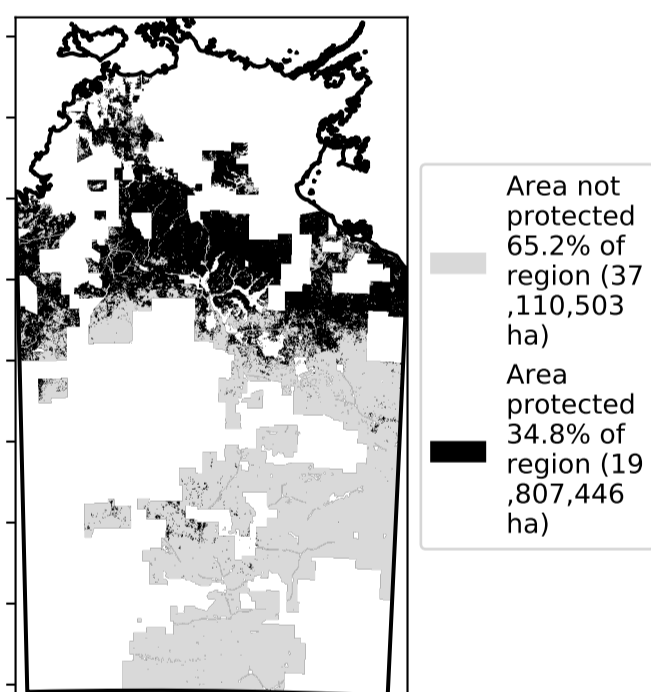 Area not
protected
65.2% of
region (37
,110,503
ha)
Area
protected
34.8% of
region (19
,807,446
ha)